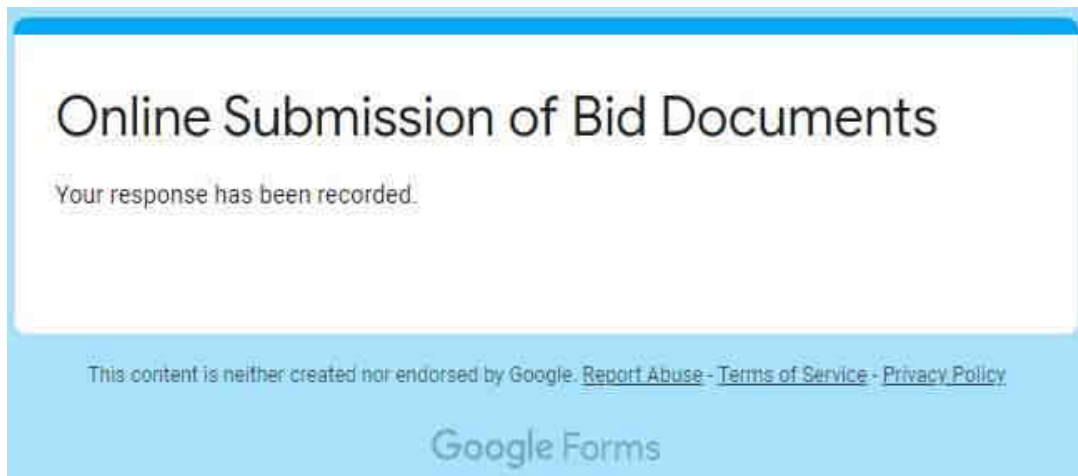 Online Submission of Bid Documents
Your response has been recorded.
This content is neither created nor endorsed by Google. Report Abuse - Terms of Service - Privacy Policy
Google Forms